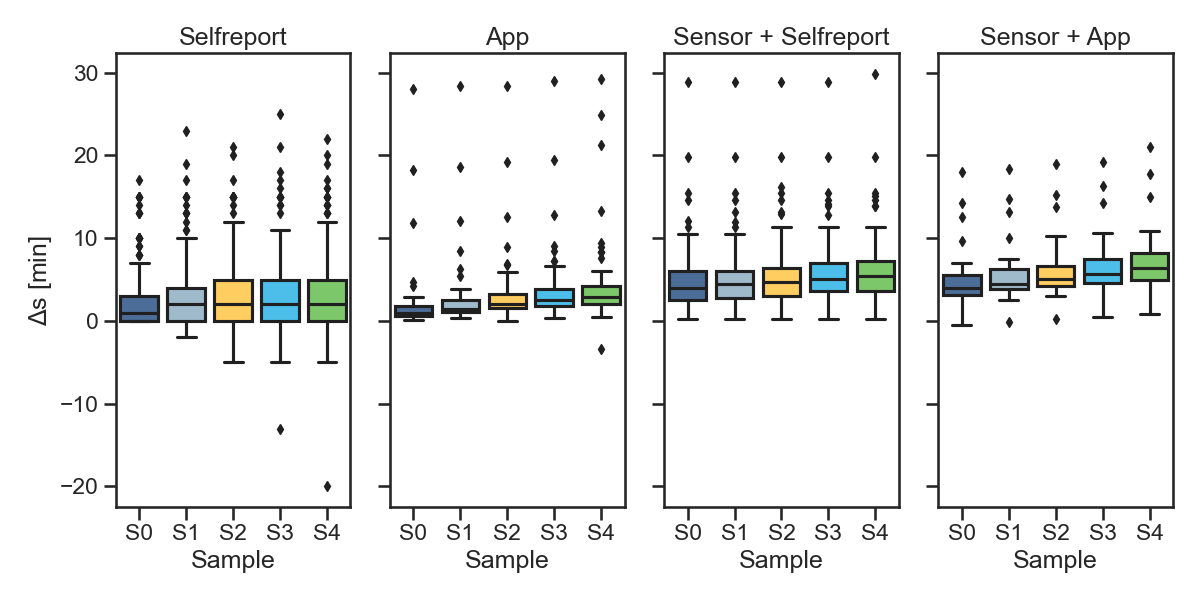 Selfreport App Sensor + Selfreport Sensor + App
Δs [min]
30
20
10
0
−10
−20
S0 S1 S2 S3 S4 S0 S1 S2 S3 S4 S0 S1 S2 S3 S4 S0 S1 S2 S3 S4
Sample Sample Sample Sample